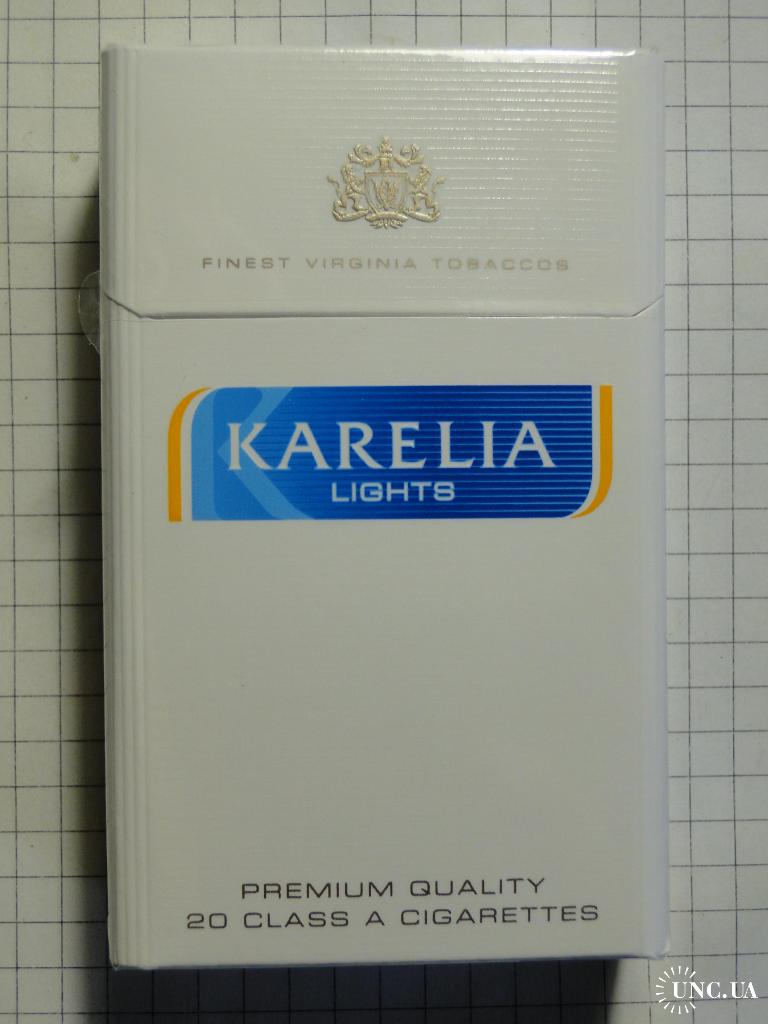 FINEST VIRGINIA TOBACCOS
KARELIA
LIGHTS
PREMIUM QUALITY
20 CLASS A CIGARETTES
UNC.UA